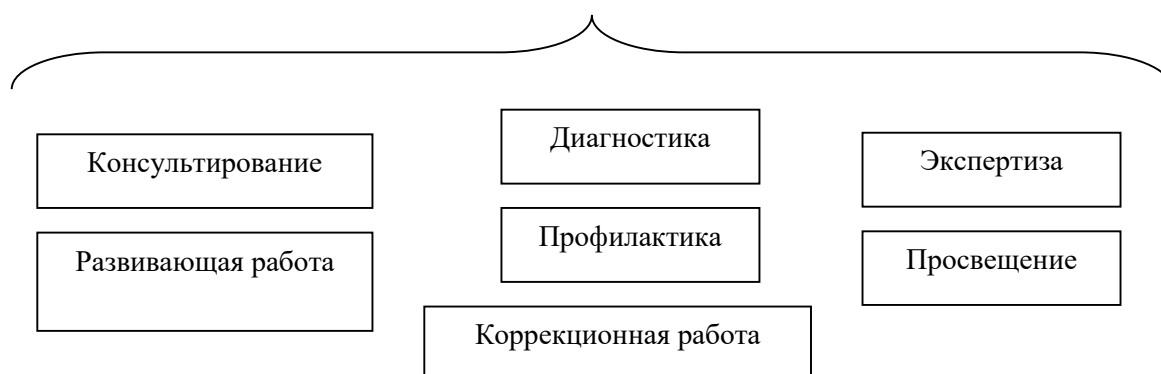 Диагностика
Консультирование
Экспертиза
Профилактика
Развивающая работа
Просвещение
Коррекционная работа